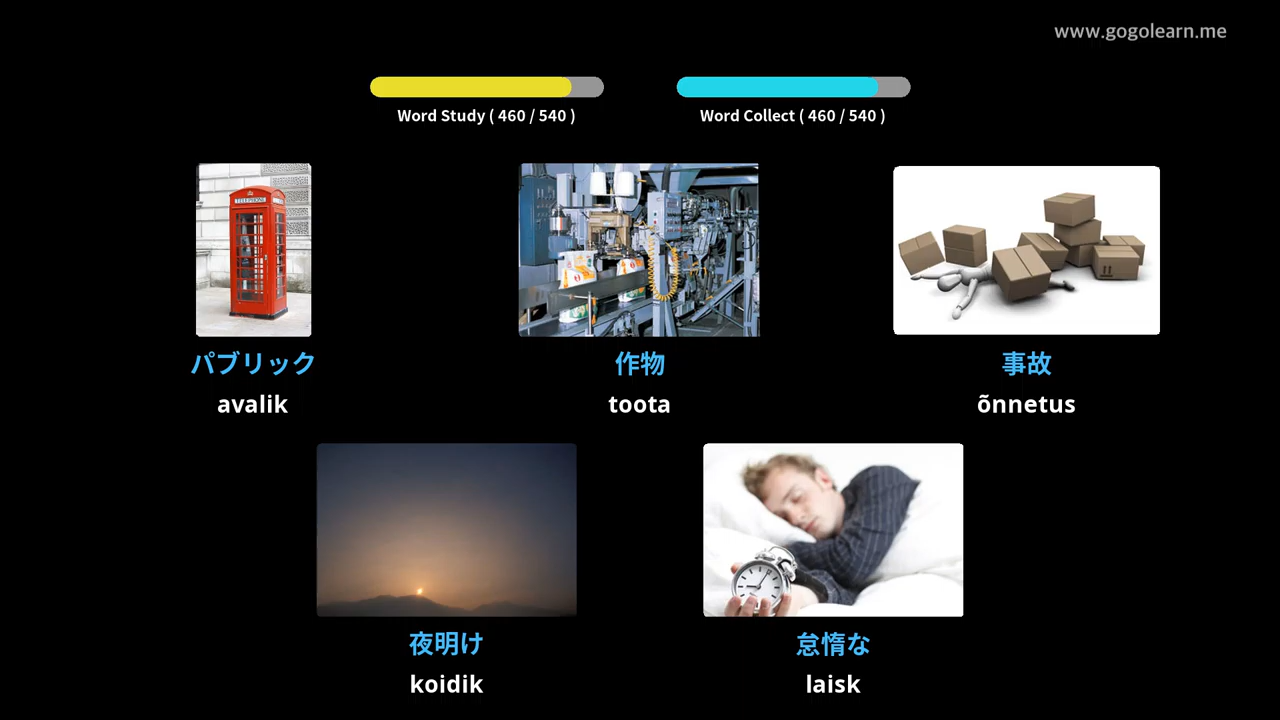 www.gogolearn.me
Word Study ( 460 / 540 )
Word Collect ( 460 / 540 )
TELEPHONE
パブリック
作物
事故
avalik
toota
õnnetus
夜明け
怠惰な
koidik
laisk